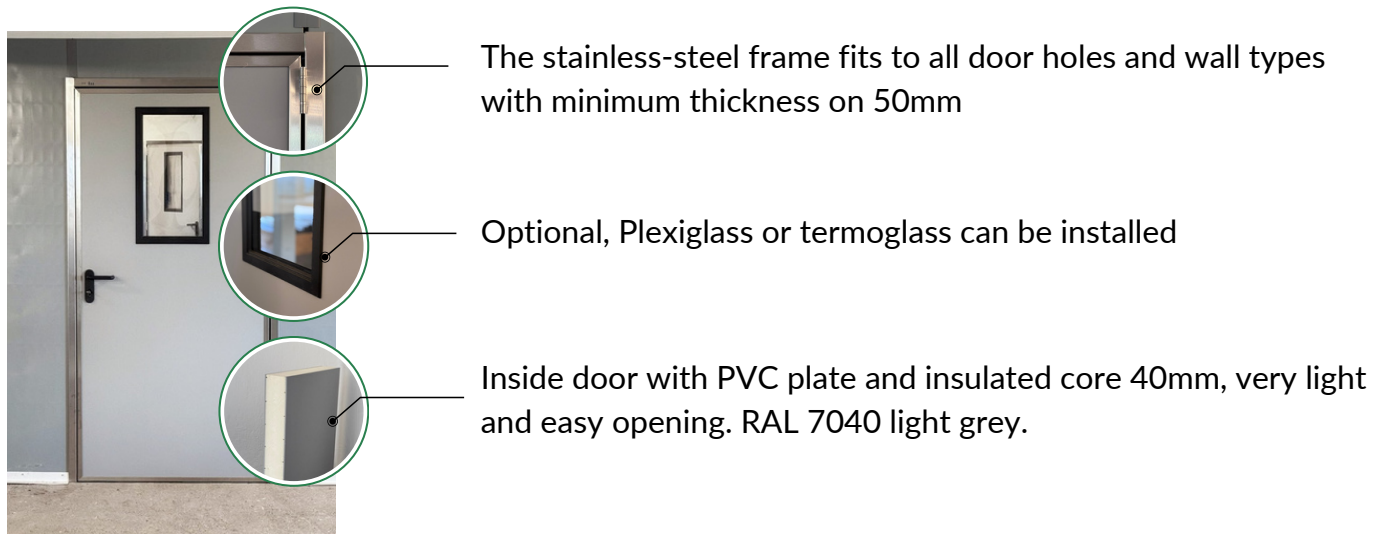 The stainless-steel frame fits to all door holes and wall types
with minimum thickness on 50mm
Optional, Plexiglass or termoglass can be installed
Inside door with PVC plate and insulated core 40mm, very light
and easy opening. RAL 7040 light grey.